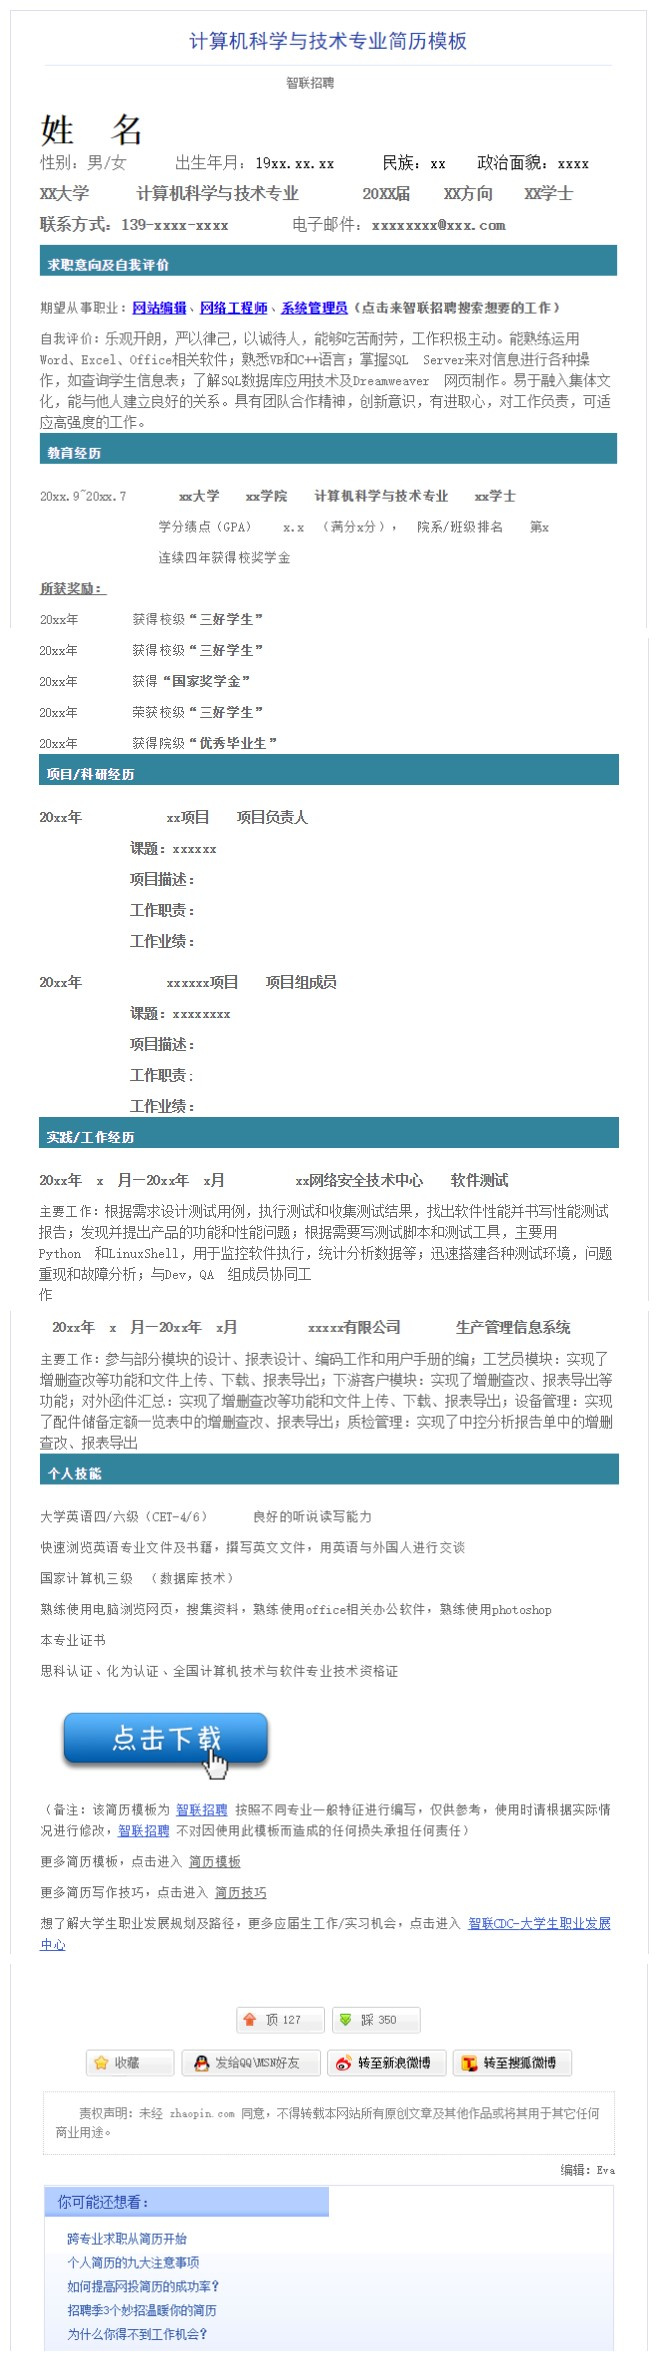 计算机科学与技术专业简历模板
智联招聘
姓 名
性别：男/女 出生年月：19xx.xx.xx 民族：xx 政治面貌：xxxx
XX大学 计算机科学与技术专业 20XX届 XX方向 XX学士
联系方式：139-xxxx-xxxx 电子邮件：xxxxxxxx@xxx.com
求职意向及自我评价
期望从事职业：网站编辑、网络工程师、系统管理员（点击来智联招聘搜索想要的工作）
自我评价：乐观开朗，严以律己，以诚待人，能够吃苦耐劳，工作积极主动。能熟练运用
Word、Excel、Office相关软件；熟悉VB和C++语言；掌握SQL Server来对信息进行各种操
作，如查询学生信息表；了解SQL数据库应用技术及Dreamweaver 网页制作。易于融入集体文
化，能与他人建立良好的关系。具有团队合作精神，创新意识，有进取心，对工作负责，可适
应高强度的工作。
教育经历
20xx.9~20xx.7 xx大学 xx学院 计算机科学与技术专业 xx学士
学分绩点（GPA） x.x （满分x分）， 院系/班级排名 第x
连续四年获得校奖学金
所获奖励：
20xx年 获得校级“三好学生”
20xx年 获得校级“三好学生”
20xx年 获得“国家奖学金”
20xx年 荣获校级“三好学生”
20xx年 获得院级“优秀毕业生”
项目/科研经历
20xx年 xx项目 项目负责人
课题：xxxxxx
项目描述：
工作职责：
工作业绩：
20xx年 xxxxxx项目 项目组成员
课题：xxxxxxxx
项目描述：
工作职责：
工作业绩：
实践/工作经历
20xx年 x 月—20xx年 x月 xx网络安全技术中心 软件测试
主要工作：根据需求设计测试用例，执行测试和收集测试结果，找出软件性能并书写性能测试
报告；发现并提出产品的功能和性能问题；根据需要写测试脚本和测试工具，主要用
Python 和LinuxShell，用于监控软件执行，统计分析数据等；迅速搭建各种测试环境，问题
重现和故障分析；与Dev，QA 组成员协同工
作
20xx年 x 月—20xx年 x月 xxxxx有限公司 生产管理信息系统
主要工作：参与部分模块的设计、报表设计、编码工作和用户手册的编；工艺员模块：实现了
增删查改等功能和文件上传、下载、报表导出；下游客户模块：实现了增删查改、报表导出等
功能；对外函件汇总：实现了增删查改等功能和文件上传、下载、报表导出；设备管理：实现
了配件储备定额一览表中的增删查改、报表导出；质检管理：实现了中控分析报告单中的增删
查改、报表导出
个人技能
大学英语四/六级（CET-4/6） 良好的听说读写能力
快速浏览英语专业文件及书籍，撰写英文文件，用英语与外国人进行交谈
国家计算机三级 （数据库技术）
熟练使用电脑浏览网页，搜集资料，熟练使用office相关办公软件，熟练使用photoshop
本专业证书
思科认证、化为认证、全国计算机技术与软件专业技术资格证
点击下载
（备注：该简历模板为 智联招聘 按照不同专业一般特征进行编写，仅供参考，使用时请根据实际情
况进行修改，智联招聘 不对因使用此模板而造成的任何损失承担任何责任）
更多简历模板，点击进入 简历模板
更多简历写作技巧，点击进入 简历技巧
想了解大学生职业发展规划及路径，更多应届生工作/实习机会，点击进入 智联CDC-大学生职业发展
中心
顶 127 踩 350
收藏 发给QQ\MSN好友 转至新浪微博 转至搜狐微博
责权声明：未经 zhaopin.com 同意，不得转载本网站所有原创文章及其他作品或将其用于其它任何
商业用途。
编辑：Eva
你可能还想看：
跨专业求职从简历开始
个人简历的九大注意事项
如何提高网投简历的成功率？
招聘季3个妙招温暖你的简历
为什么你得不到工作机会？